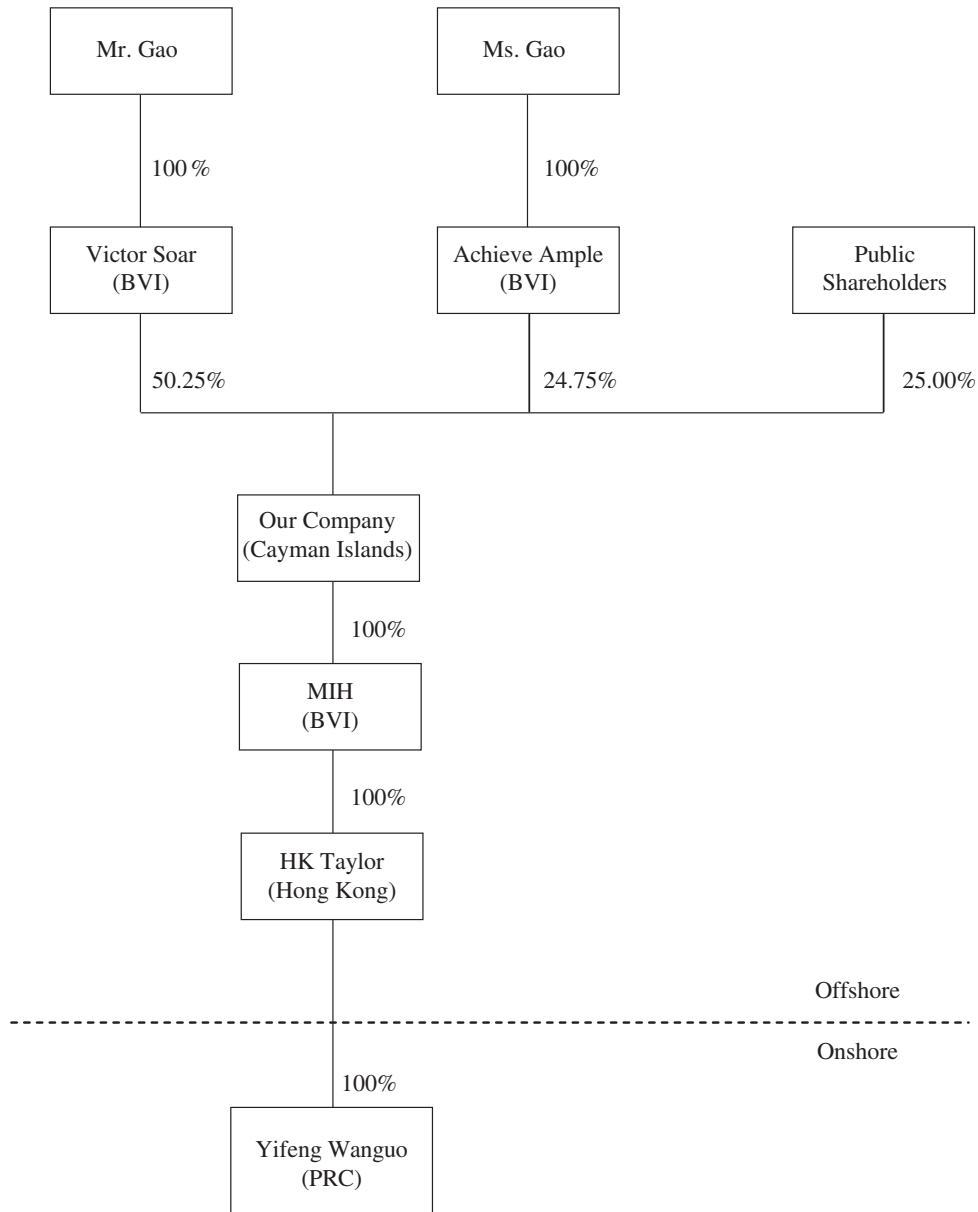 Mr. Gao
Ms. Gao
100%
100%
Victor Soar
(BVI)
Achieve Ample
(BVI)
Public
Shareholders
50.25%
24.75%
25.00%
Our Company
(Cayman Islands)
100%
MIH
(BVI)
100%
HK Taylor
(Hong Kong)
Offshore
Onshore
100%
Yifeng Wanguo
(PRC)